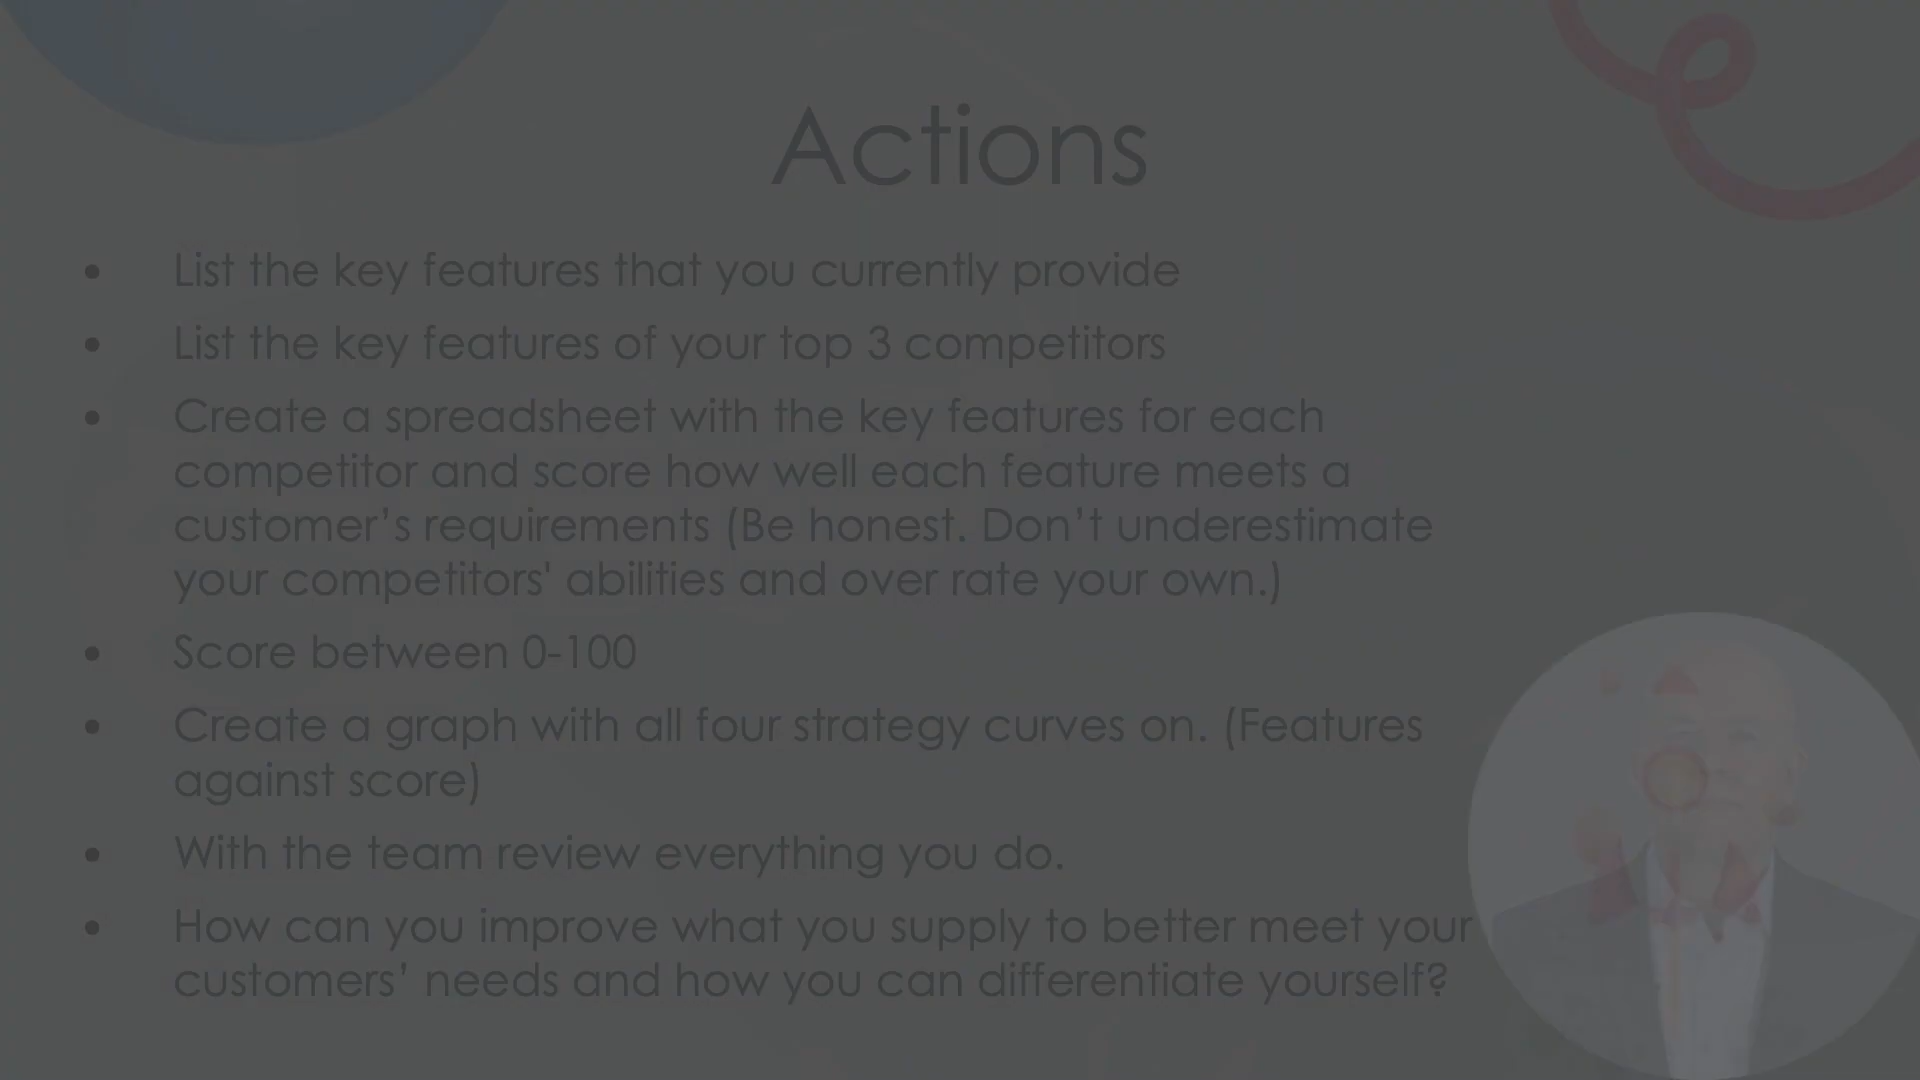 Actions
• List the key features that you currently provide
• List the key features of your top 3 competitors
• Create a spreadsheet with the key features for each
competitor and score how well each feature meets a
customer’s requirements (Be honest. Don’t underestimate
your competitors' abilities and over rate your own.)
• Score between 0-100
• Create a graph with all four strategy curves on. (Features
against score)
• With the team review everything you do.
• How can you improve what you supply to better meet your
customers’ needs and how you can differentiate yourself?